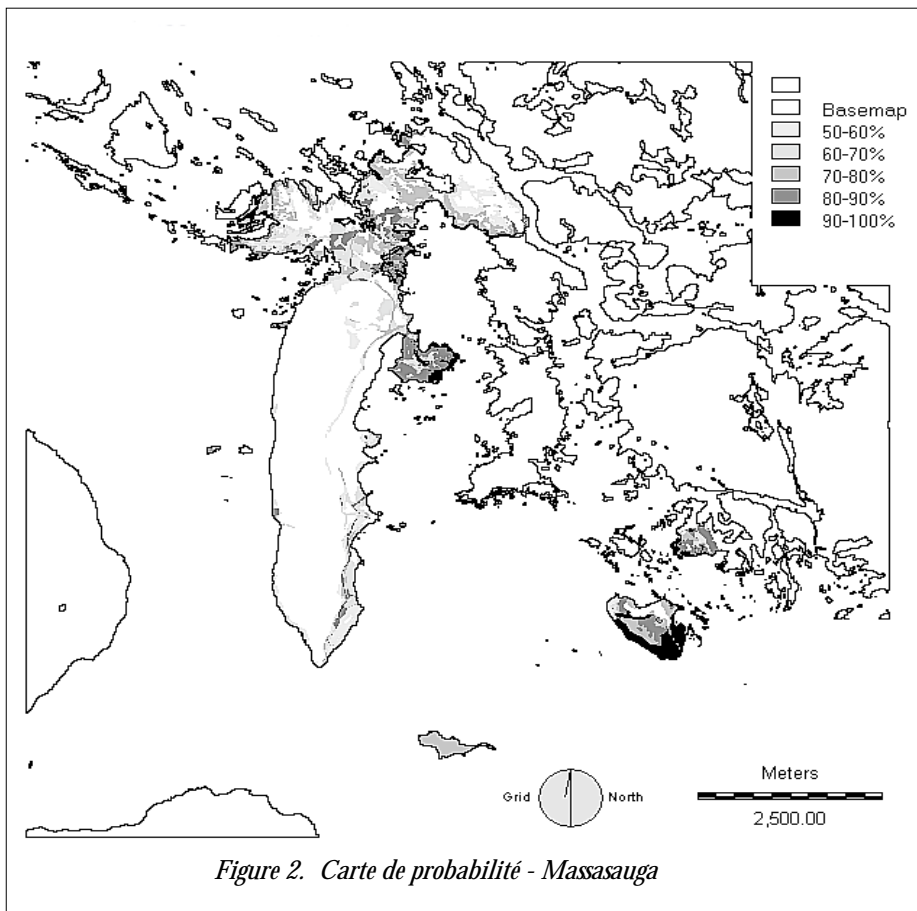 Basemap
50-60%
60-70%
70-80%
80-90%
90-100%
Grid North
Meters
2,500.00
Figure 2. Carte de probabilité - Massasauga